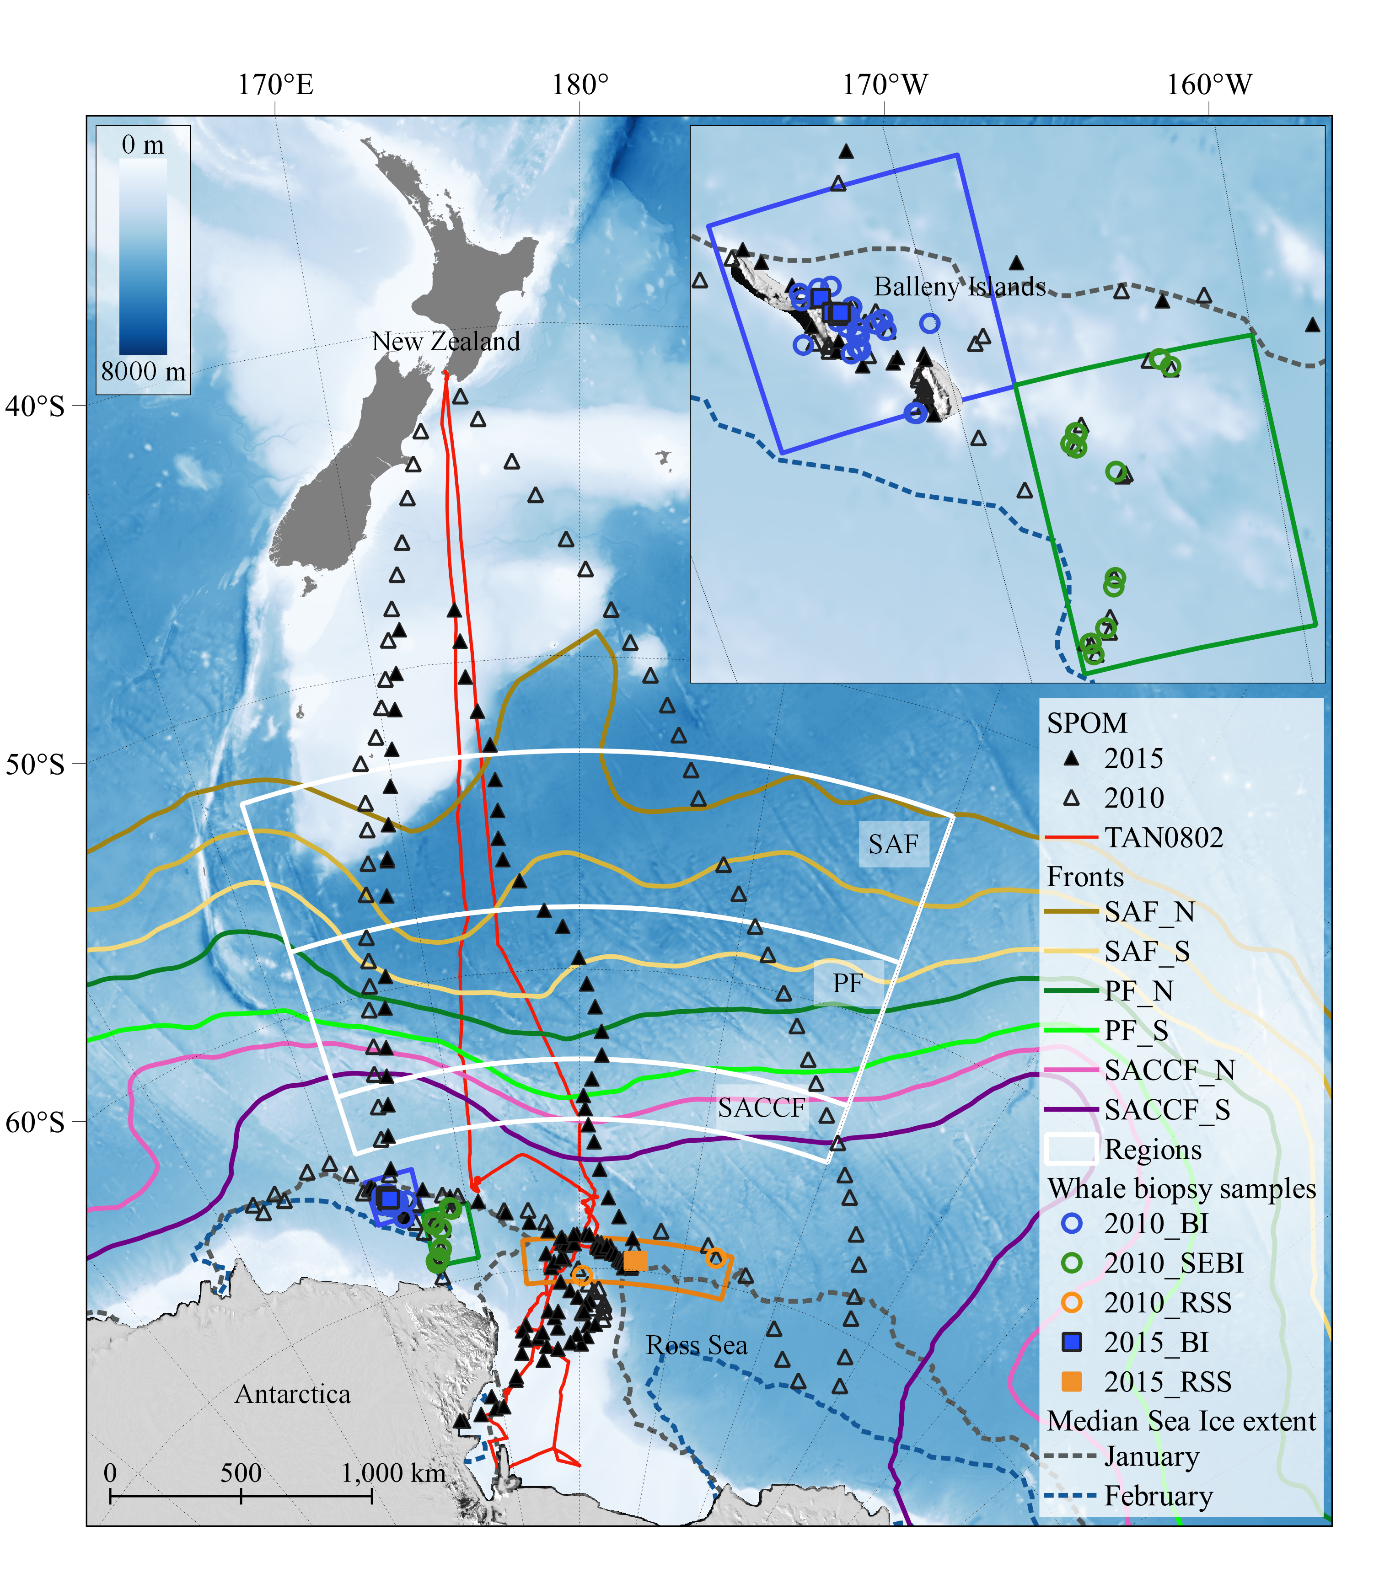 170°E
180°
170°W
160°W
0 m
8000 m
40°S
50°S
60°S
New Zealand
Balleny Islands
SAF
PF
SACCF
Ross Sea
Antarctica
0
500
1,000 km
SPOM
2015
2010
TAN0802
Fronts
SAF_N
SAF_S
PF_N
PF_S
SACCF_N
SACCF_S
Regions
Whale biopsy samples
2010_BI
2010_SEBI
2010_RSS
2015_BI
2015_RSS
Median Sea Ice extent
January
February